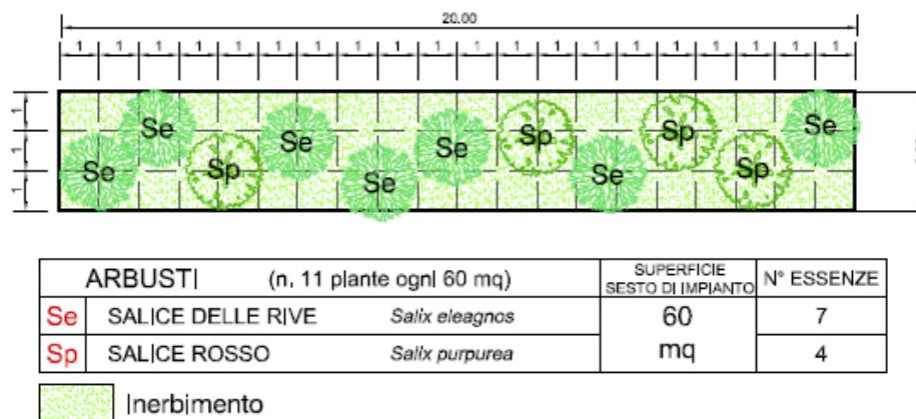 20.00
1 1 1 1 1 1 1 1 1 1 1 1 1 1 1 1 1 1 1 1
1 Se Se Sp Sp Se
1 Se Se
1 Se Sp Se Se Sp
ARBUSTI (n. 11 piante ogni 60 mq) SUPERFICIE SESTO DI IMPIANTO N° ESSENZE
Se SALICE DELLE RIVE Salix eleagnos 60 7
Sp SALICE ROSSO Salix purpurea mq 4
Inerbimento